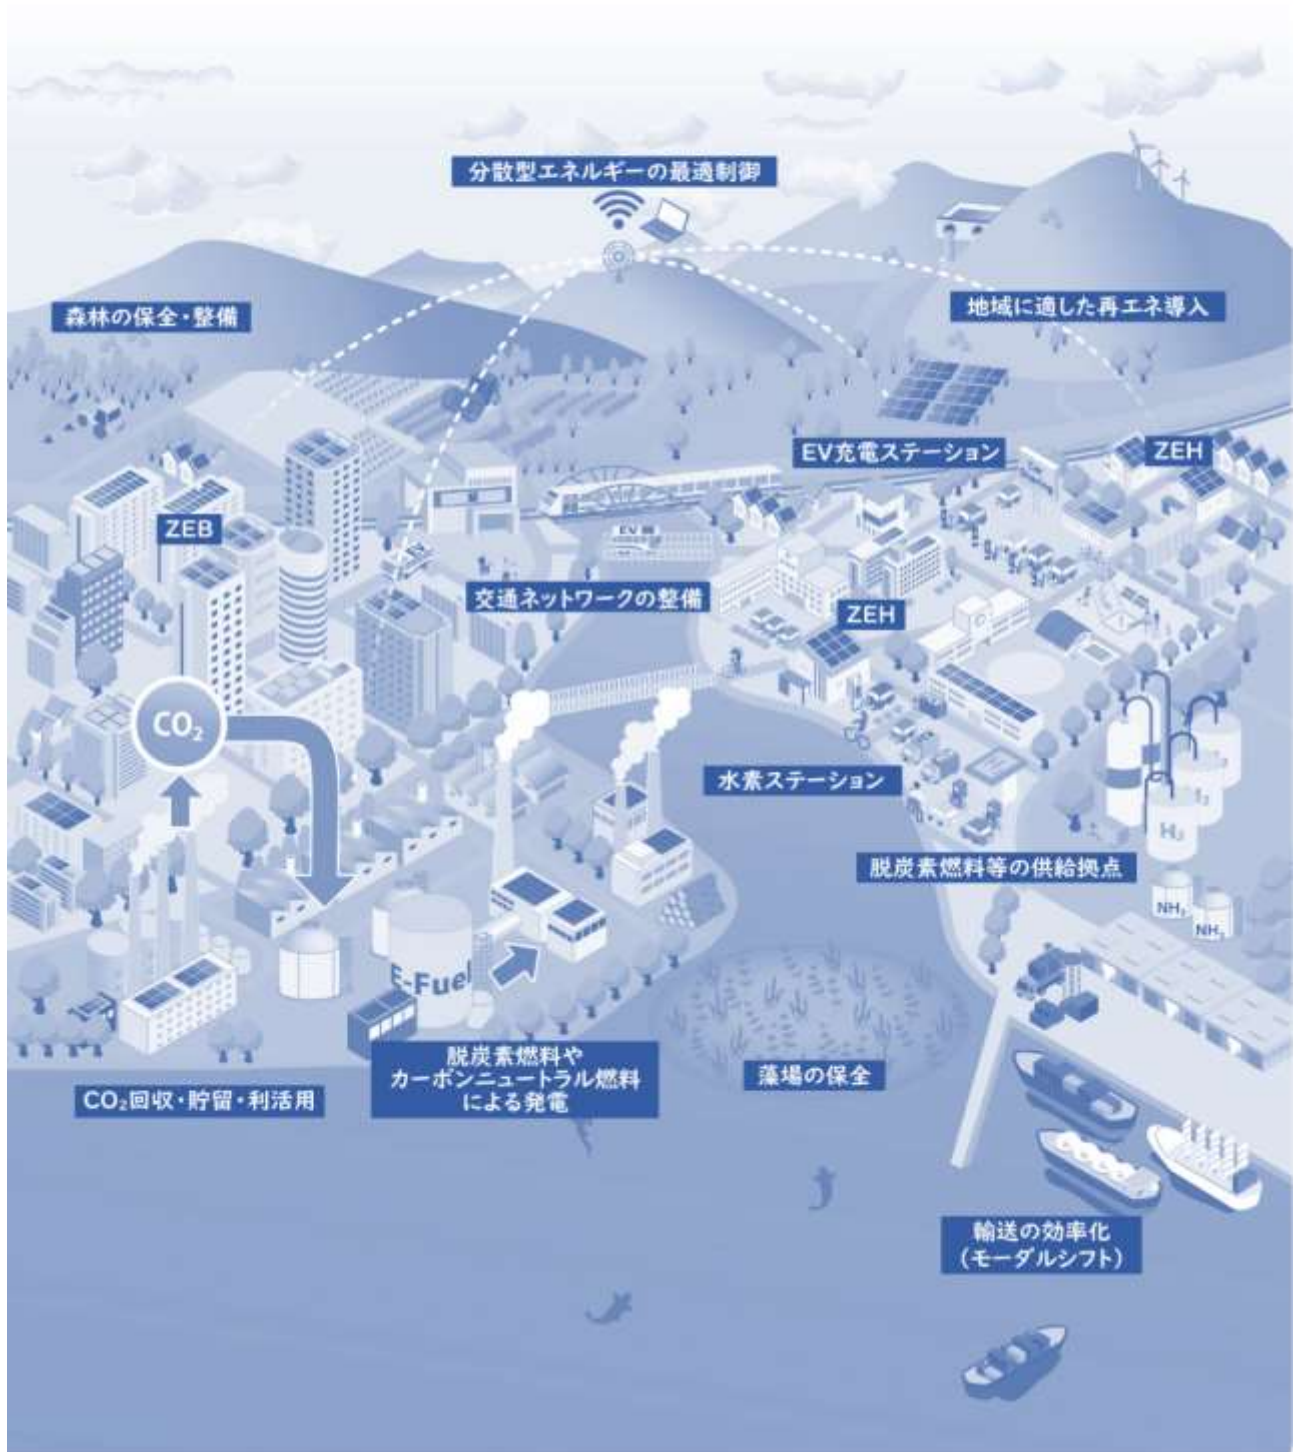 分散型エネルギーの最適制御
森林の保全・整備
地域に適した再エネ導入
EV充電ステーション
ZEH
ZEB
EV
交通ネットワークの整備
ZEH
CO₂
水素ステーション
H₂
脱炭素燃料等の供給拠点
NH₃
NH₃
E-Fuel
脱炭素燃料や
カーボンニュートラル燃料
による発電
藻場の保全
CO₂回収・貯留・利活用
輸送の効率化
(モーダルシフト)